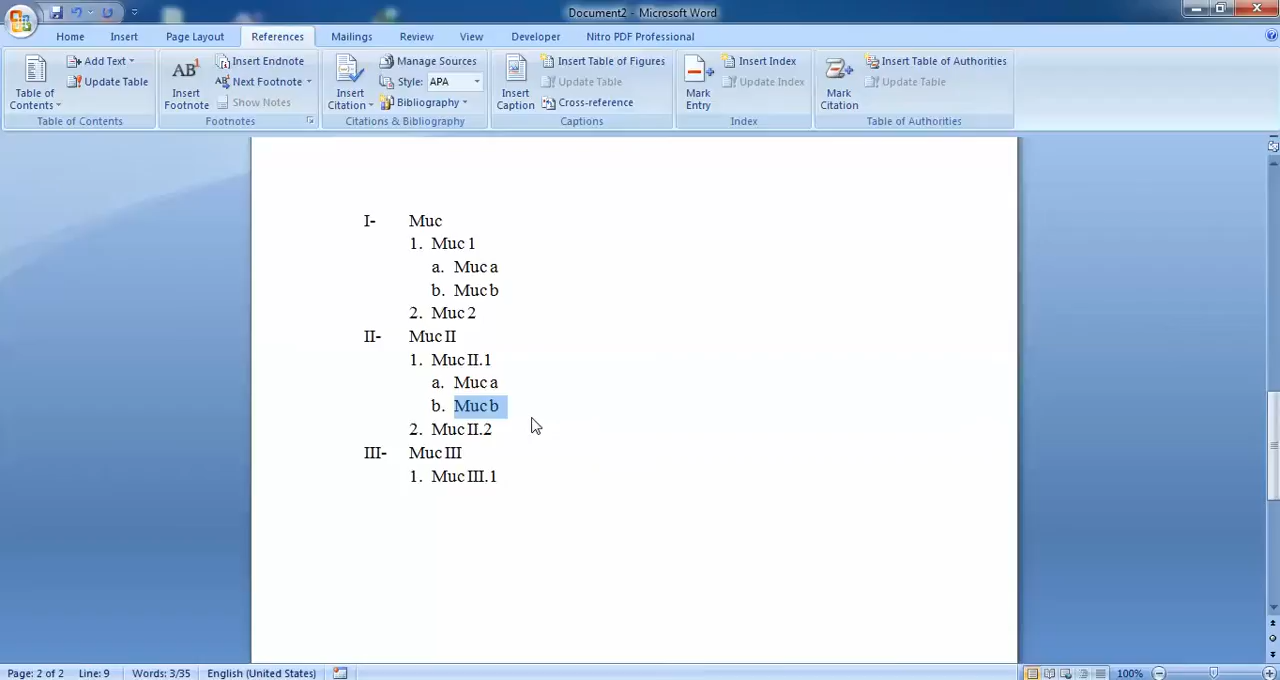 Document2 - Microsoft Word
Home Insert Page Layout References Mailings Review View Developer Nitro PDF Professional
Table of Contents
Add Text
Update Table
Table of Contents
AB1
Insert Footnote
Insert Endnote
AB1 Next Footnote
Show Notes
Footnotes
Insert Citation
Manage Sources
Style: APA
Bibliography
Citations & Bibliography
Insert Caption
Insert Table of Figures
Update Table
Cross-reference
Captions
Mark Entry
Insert Index
Update Index
Index
Mark Citation
Insert Table of Authorities
Update Table
Table of Authorities
I- Muc
1. Muc 1
a. Muc a
b. Muc b
2. Muc 2
II- Muc II
1. Muc II.1
a. Muc a
b. Muc b
2. Muc II.2
III- Muc III
1. Muc III.1
Page: 2 of 2 Line: 9 Words: 3/35 English (United States) 100%